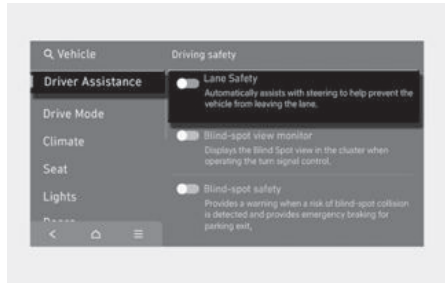 Vehicle
Driving safety
Driver Assistance
Drive Mode
Climate
Seat
Lights
Lane Safety
Automatically assists with steering to help prevent the
vehicle from leaving the lane.
Blind-spot view monitor
Displays the Blind Spot view in the cluster when
operating the turn signal control.
Blind-spot safety
Provides a warning when a risk of blind-spot collision
is detected and provides emergency braking for
parking exit,